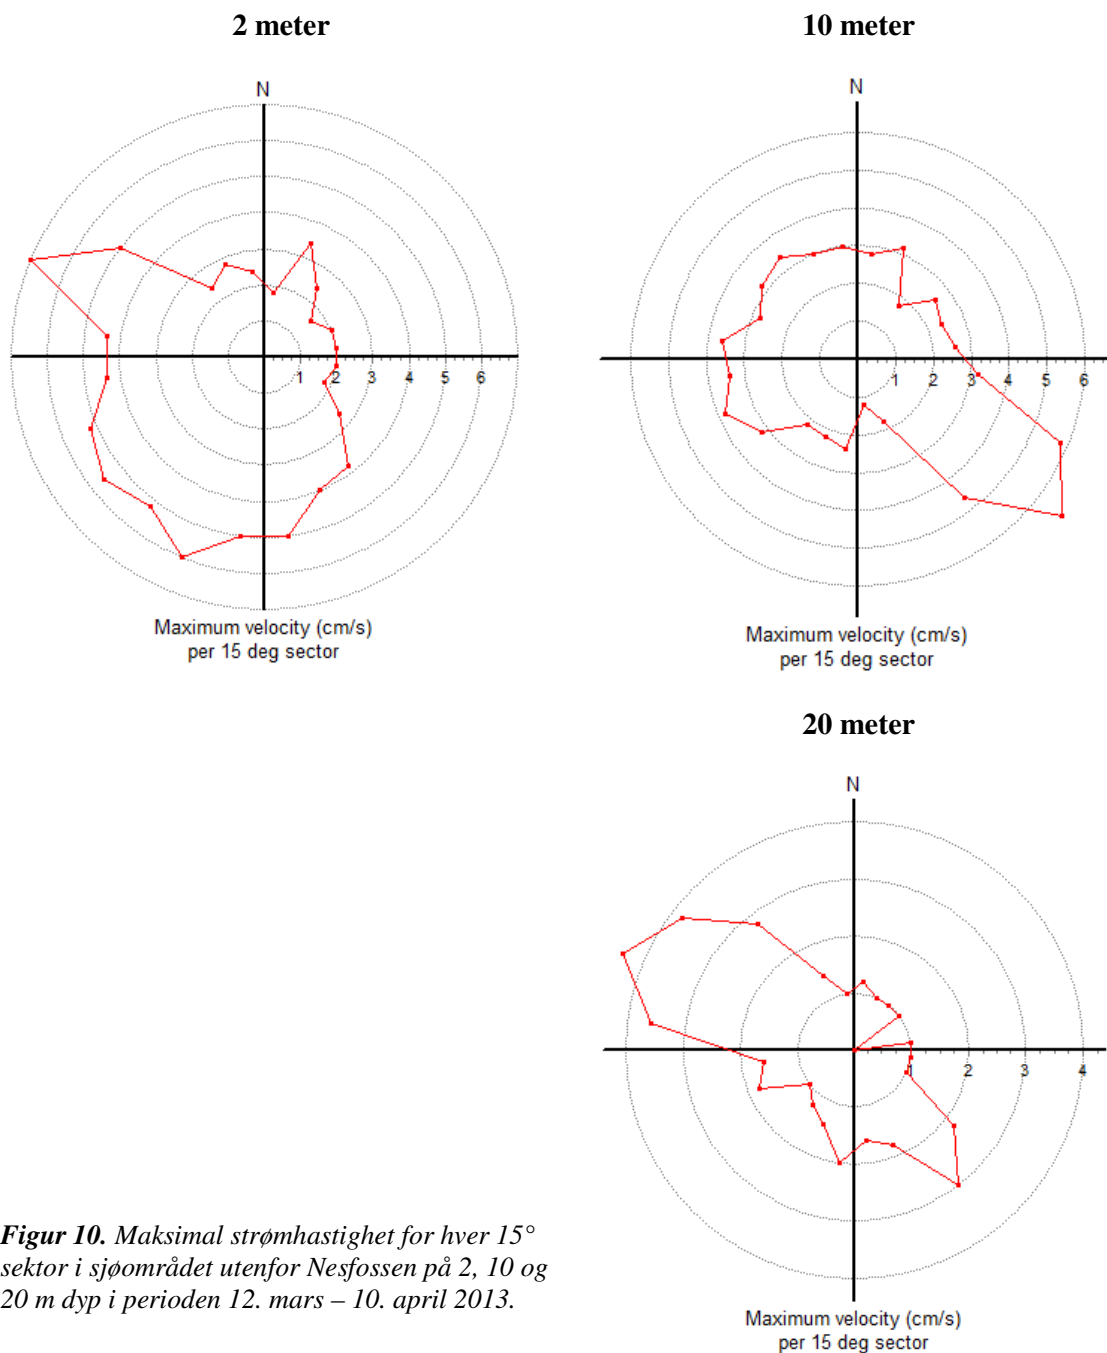 2 meter
N
1 2 3 4 5 6
Maximum velocity (cm/s)
per 15 deg sector
10 meter
N
1 2 3 4 5 6
Maximum velocity (cm/s)
per 15 deg sector
20 meter
N
1 2 3 4
Maximum velocity (cm/s)
per 15 deg sector
Figur 10. Maksimal strømhastighet for hver 15°
sektor i sjøområdet utenfor Nesfossen på 2, 10 og
20 m dyp i perioden 12. mars – 10. april 2013.